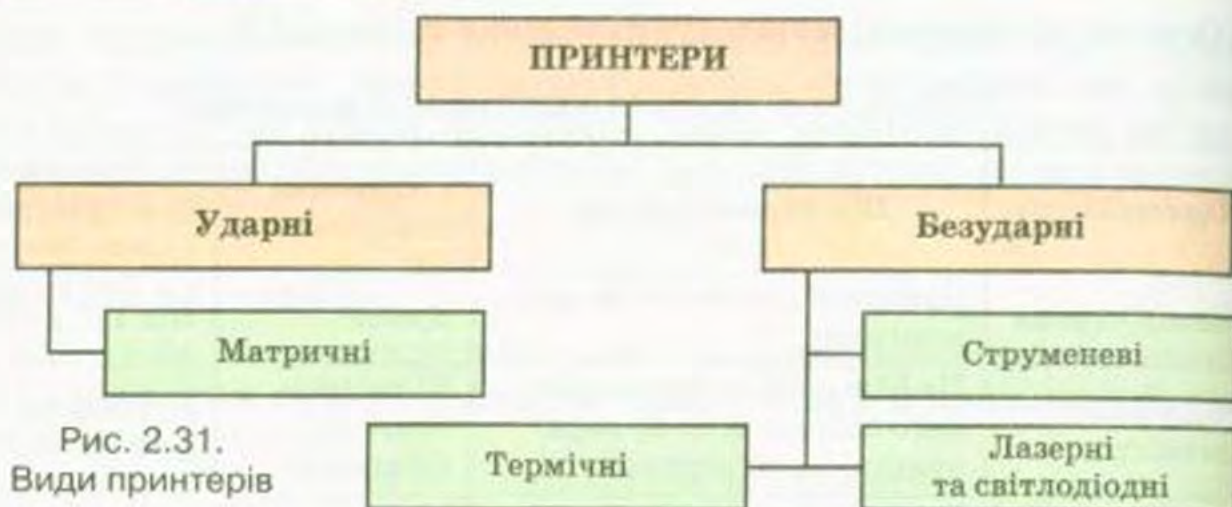 ПРИНТЕРИ
Ударні
Безударні
Матричні
Струменеві
Рис. 2.31.
Види принтерів
Термічні
Лазерні
та світлодіодні